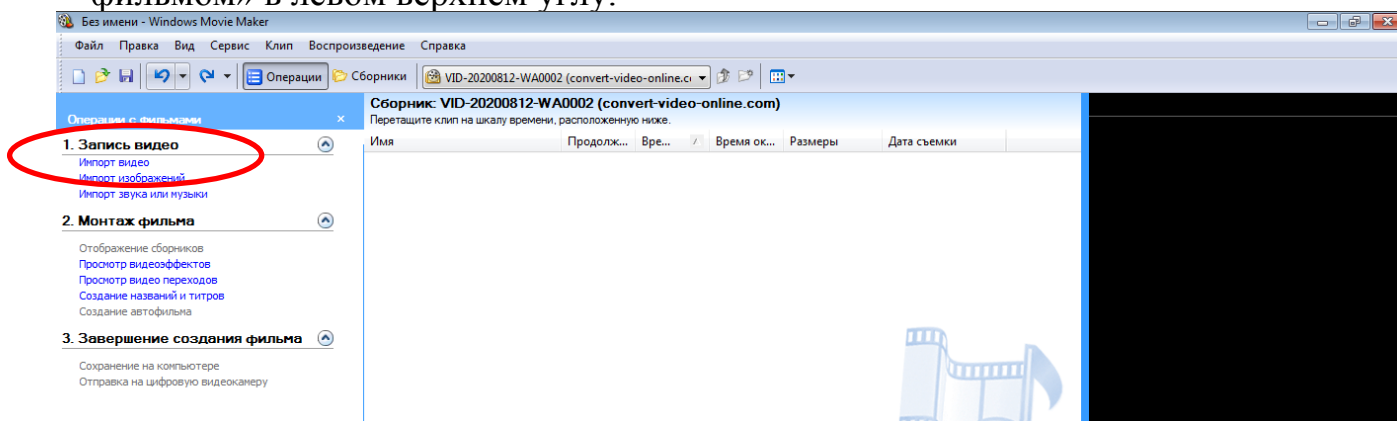 фильмом» в левом верхнем углу.
Без имени - Windows Movie Maker
Файл Правка Вид Сервис Клип Воспроизведение Справка
Операции Сборники VID-20200812-WA0002 (convert-video-online.c
Операции с фильмами
Сборник: VID-20200812-WA0002 (convert-video-online.com)
Перетащите клип на шкалу времени, расположенную ниже.
Имя Продолж... Вре... Время ок... Размеры Дата съемки
1. Запись видео
Импорт видео
Импорт изображений
Импорт звука или музыки
2. Монтаж фильма
Отображение сборников
Просмотр видеоэффектов
Просмотр видео переходов
Создание названий и титров
Создание автофильма
3. Завершение создания фильма
Сохранение на компьютере
Отправка на цифровую видеокамеру